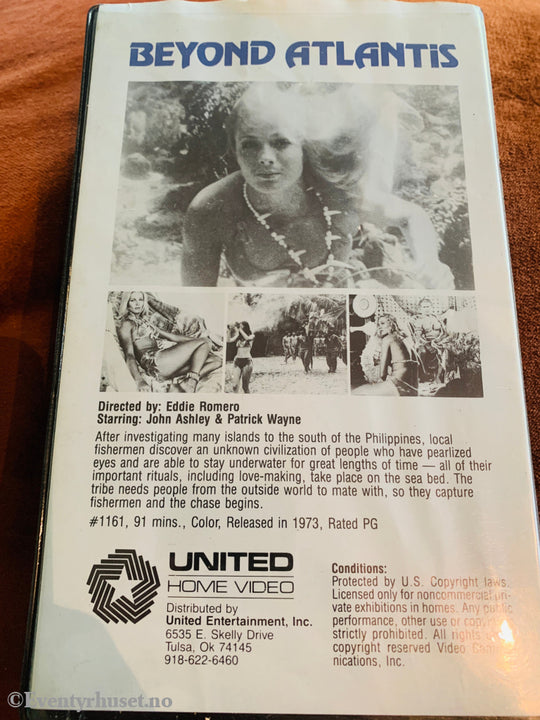 BEYOND ATLANTIS
Directed by: Eddie Romero
Starring: John Ashley & Patrick Wayne
After investigating many islands to the south of the Philippines, local
fishermen discover an unknown civilization of people who have pearlized
eyes and are able to stay underwater for great lengths of time — all of their
important rituals, including love-making, take place on the sea bed. The
tribe needs people from the outside world to mate with, so they capture
fishermen and the chase begins.
#1161, 91 mins., Color, Released in 1973, Rated PG
UNITED
HOME VIDEO
Distributed by
United Entertainment, Inc.
6535 E. Skelly Drive
Tulsa, Ok 74145
918-622-6460
Conditions:
Protected by U.S. Copyright laws.
Licensed only for noncommercial pri-
vate exhibitions in homes. Any public
performance, other use or copying
strictly prohibited. All rights
copyright reserved Video Commu-
nications, Inc.
© eventyrhuset.no